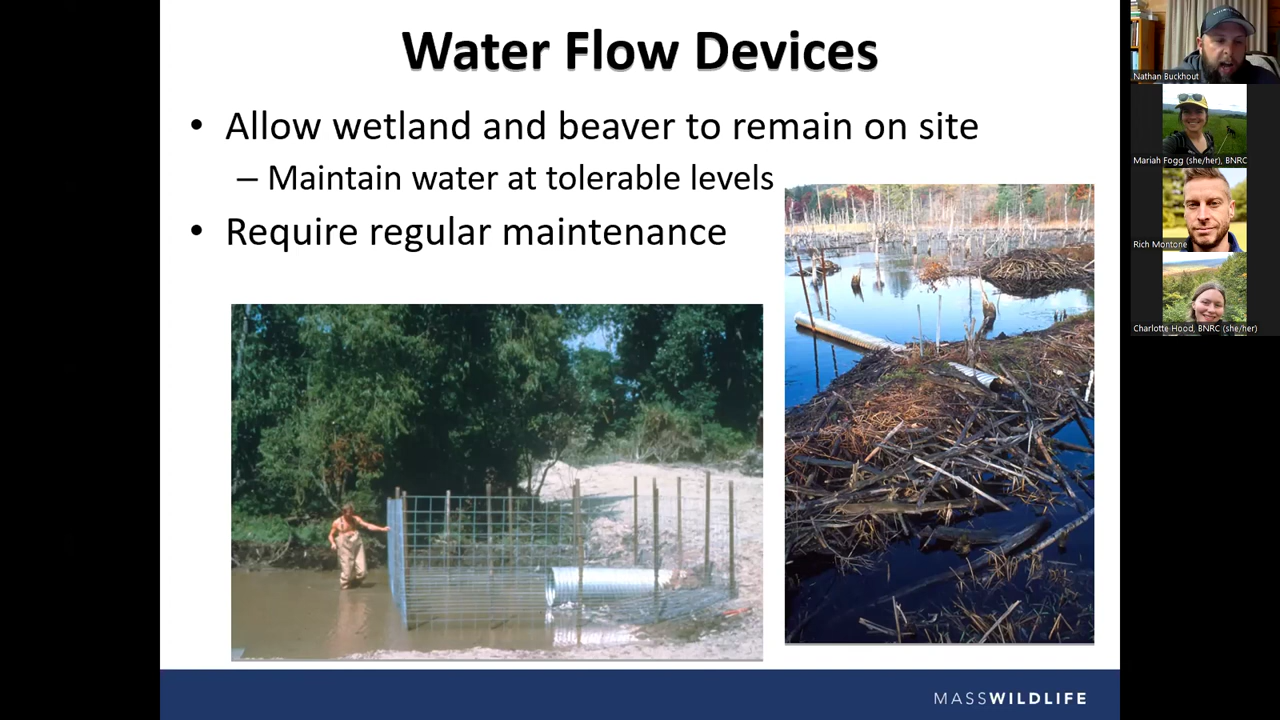 Water Flow Devices
• Allow wetland and beaver to remain on site
– Maintain water at tolerable levels
• Require regular maintenance
MASSWILDLIFE
Nathan Buckhout
Mariah Fogg (she/her), BNRC
Rich Montone
Charlotte Hood, BNRC (she/her)